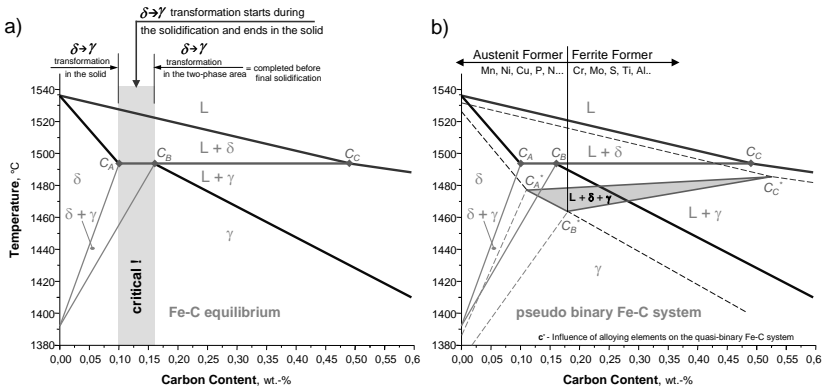 a)
δ→γ transformation starts during
the solidification and ends in the solid
δ→γ
transformation
in the solid
δ→γ
transformation
in the two-phase area
= completed before
final solidification
1540
1520
1500
1480
1460
1440
1420
1400
1380
Temperature, °C
L
L + δ
L + γ
δ
δ + γ
γ
C_A
C_B
C_C
critical !
Fe-C equilibrium
0,00 0,05 0,10 0,15 0,20 0,25 0,30 0,35 0,40 0,45 0,50 0,55 0,6
Carbon Content, wt.-%
b)
Austenit Former
Ferrite Former
Mn, Ni, Cu, P, N...
Cr, Mo, S, Ti, Al..
1540
1520
1500
1480
1460
1440
1420
1400
1380
Temperature, °C
L
L + δ
C_A
C_B
C_C
C_A*
C_B*
C_C*
L + δ + γ
L + γ
δ
δ + γ
γ
pseudo binary Fe-C system
c* - Influence of alloying elements on the quasi-binary Fe-C system
0,00 0,05 0,10 0,15 0,20 0,25 0,30 0,35 0,40 0,45 0,50 0,55 0,6
Carbon Content, wt.-%